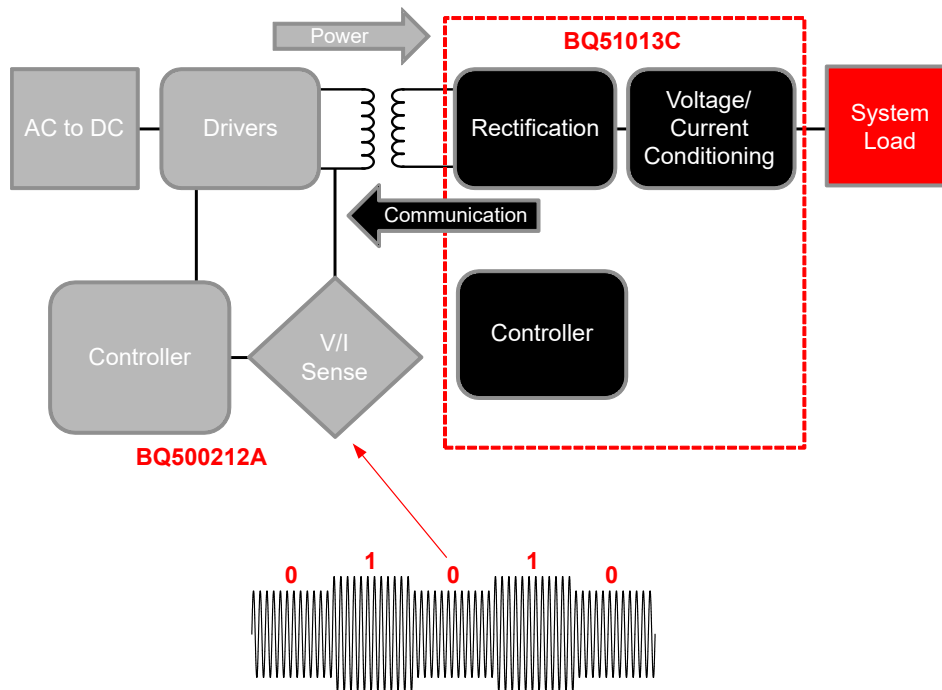 Power
BQ51013C
AC to DC
Drivers
Rectification
Voltage/
Current
Conditioning
System
Load
Communication
Controller
V/I
Sense
Controller
BQ500212A
0
1
0
1
0